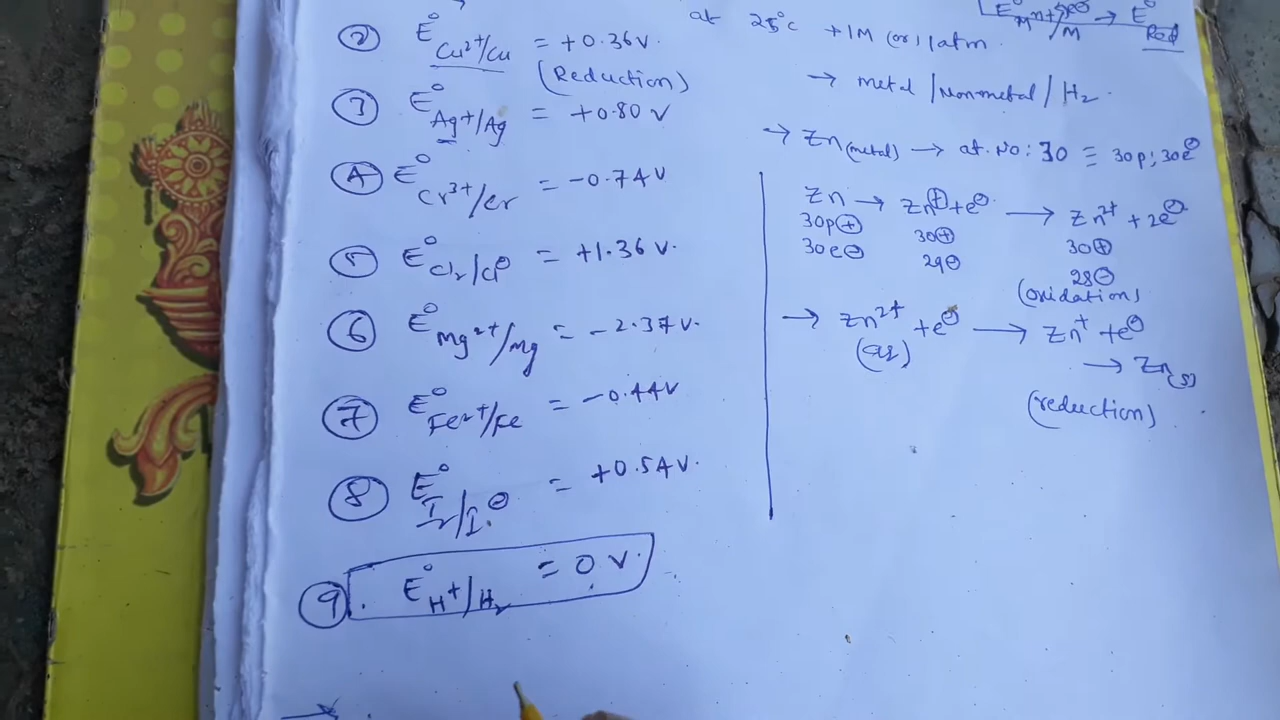 ② E° Cu²⁺/Cu = +0.36V.
(Reduction)
③ E° Ag⁺/Ag = +0.80 V
④ E° Cr³⁺/Cr = -0.74V
⑤ E° Cl₂/Cl⊖ = +1.36 V.
⑥ E° Mg²⁺/Mg = -2.37V.
⑦ E° Fe²⁺/Fe = -0.44V
⑧ E° I₂/I⊖ = +0.54V.
⑨ E° H⁺/H₂ = 0 V.
at 25°C +1M (or) 1atm.
→ E° Red
→ metal / Nonmetal / H₂.
→ Zn(metal) → at. No: 30 ≡ 30p; 30e⊖
Zn → Zn⊕ + e⊖ → Zn²⁺ + 2e⊖
30p⊕ 30⊕ 30⊕
30e⊖ 29⊖ 28⊖
(oxidation)
→ Zn²⁺ + e⊖ → Zn⁺ + e⊖
(aq) → Zn(s)
(reduction)